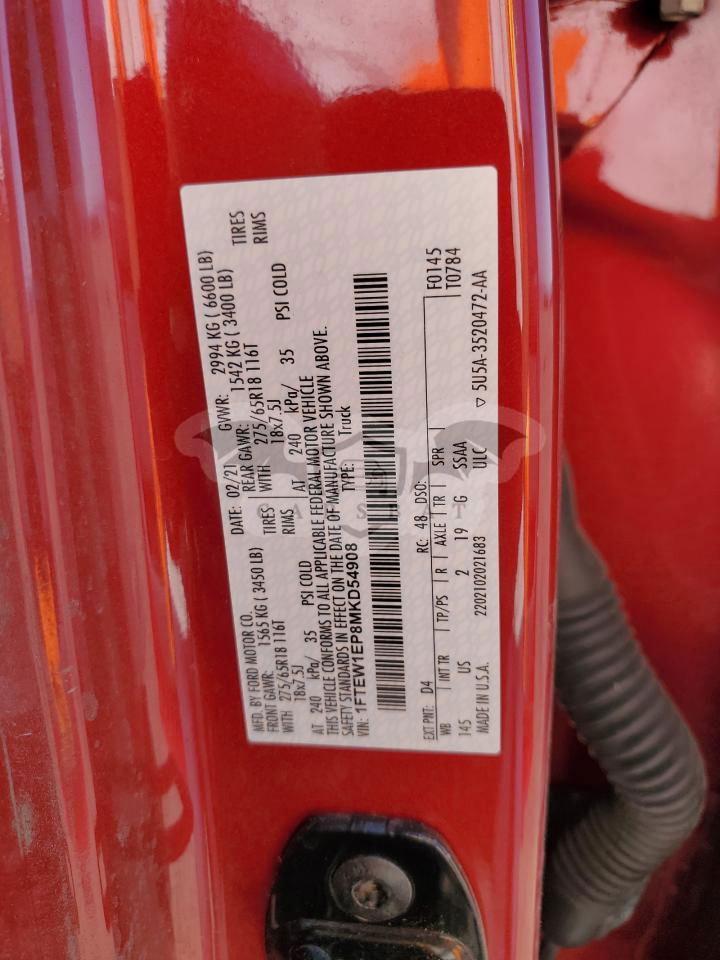 MFD. BY FORD MOTOR CO. DATE: 02/21 GVWR: 2994 KG ( 6600 LB)
FRONT GAWR: 1565 KG ( 3450 LB) REAR GAWR: 1542 KG ( 3400 LB)
WITH 275/65R18 116T TIRES WITH 275/65R18 116T TIRES
18x7.5J RIMS 18x7.5J RIMS
AT 240 kPa/ 35 PSI COLD AT 240 kPa/ 35 PSI COLD
THIS VEHICLE CONFORMS TO ALL APPLICABLE FEDERAL MOTOR VEHICLE
SAFETY STANDARDS IN EFFECT ON THE DATE OF MANUFACTURE SHOWN ABOVE.
VIN: 1FTEW1EP8MKD54908 TYPE: Truck
EXT PNT: D4 RC: 48 DSO: F0145
WB INT TR TP/PS R AXLE TR SPR T0784
145 US 2 19 G SSAA
MADE IN U.S.A. 2202102021683 ULC ▽ 5U5A-3520472-AA
CARSBAT